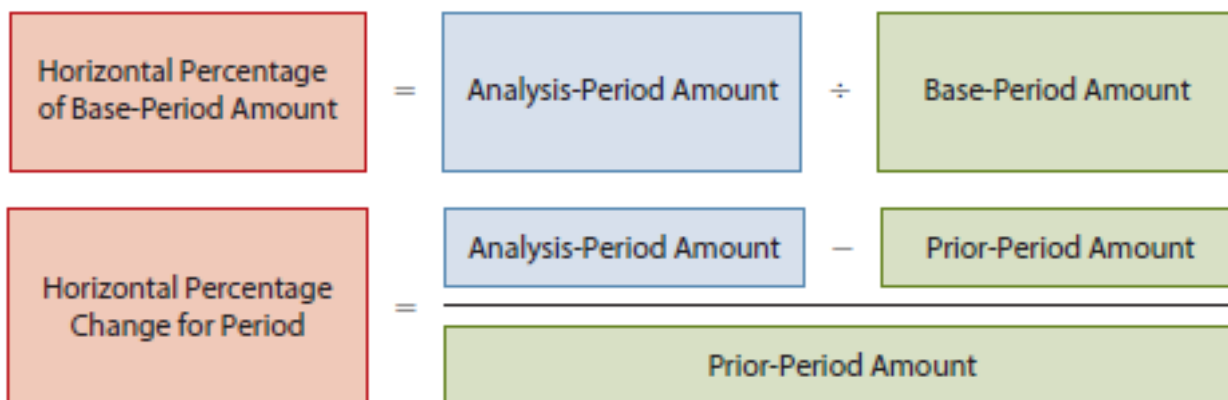 Horizontal Percentage
of Base-Period Amount
=
Analysis-Period Amount
÷
Base-Period Amount
Horizontal Percentage
Change for Period
=
Analysis-Period Amount
−
Prior-Period Amount
Prior-Period Amount